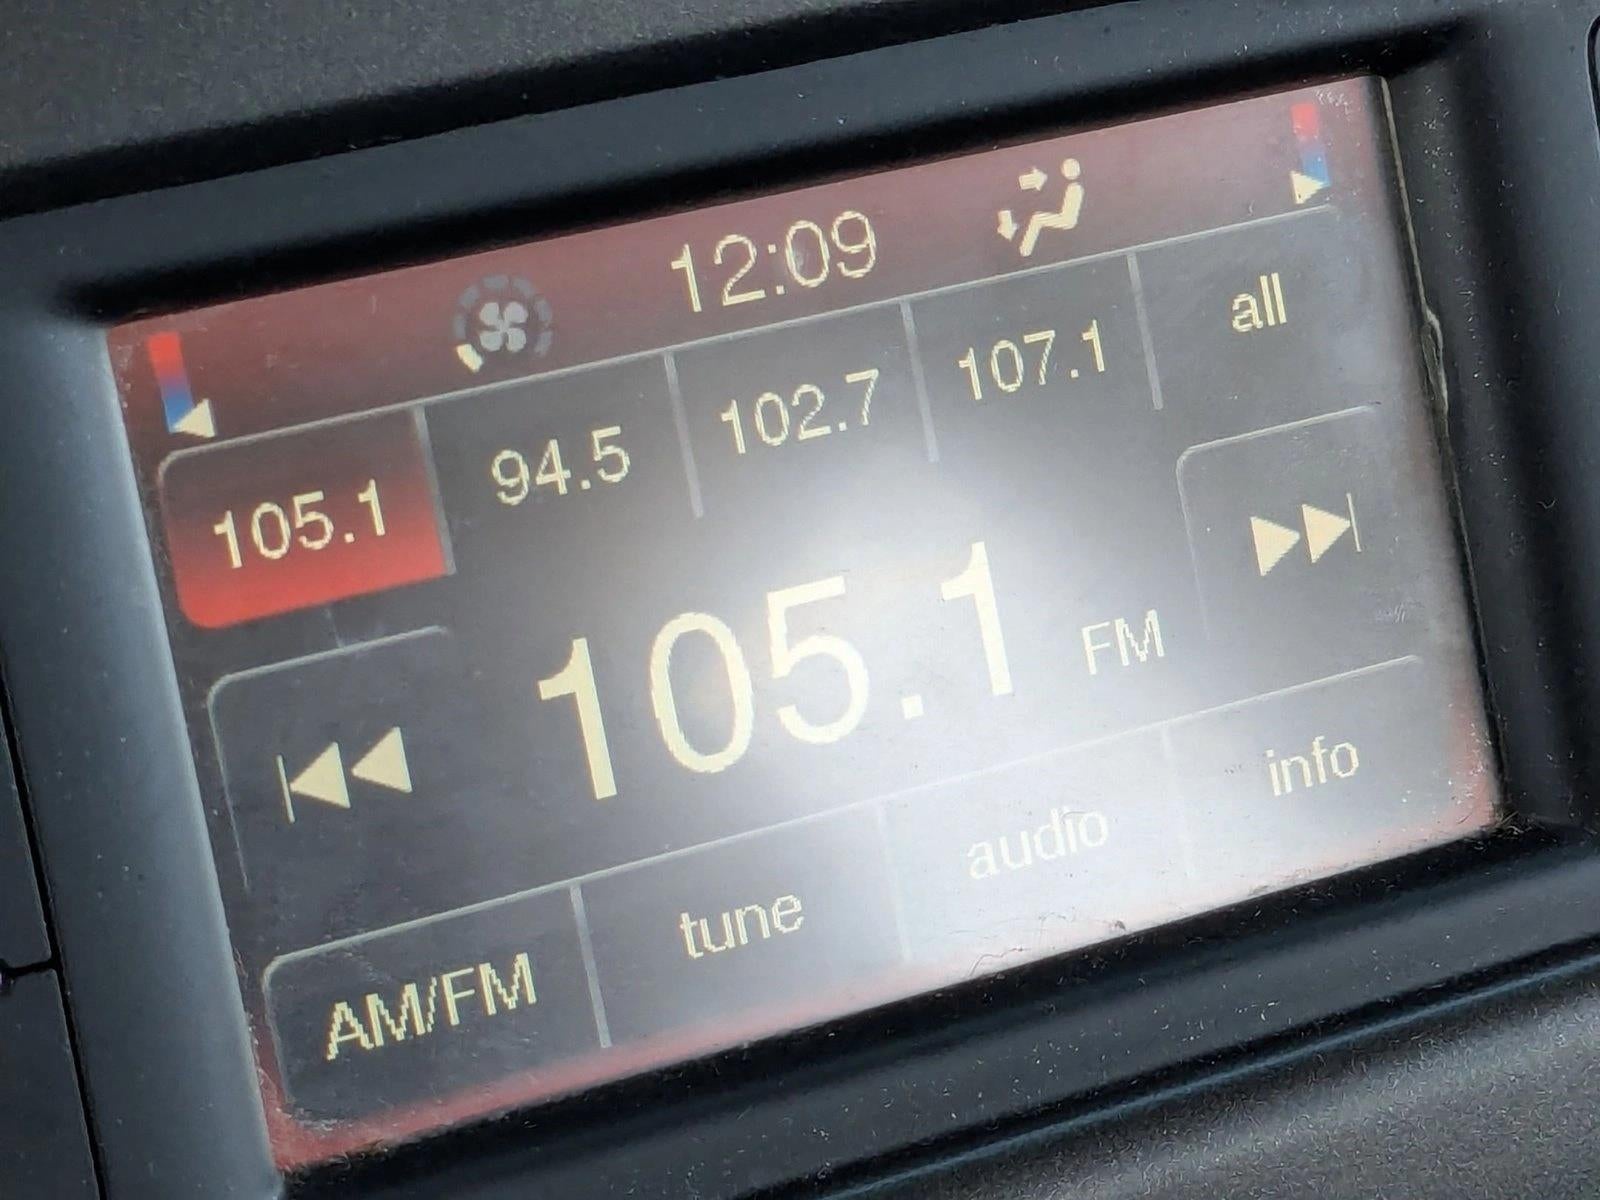 12:09
105.1 94.5 102.7 107.1 all
105.1 FM
AM/FM tune audio info